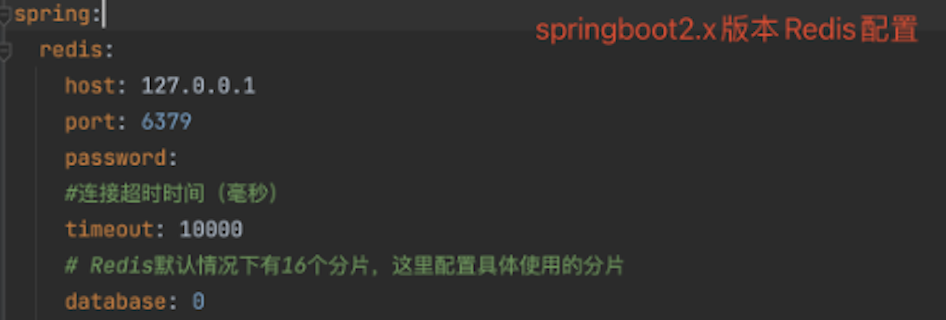 spring:
springboot2.x版本Redis配置
redis:
host: 127.0.0.1
port: 6379
password:
#连接超时时间（毫秒）
timeout: 10000
# Redis默认情况下有16个分片，这里配置具体使用的分片
database: 0